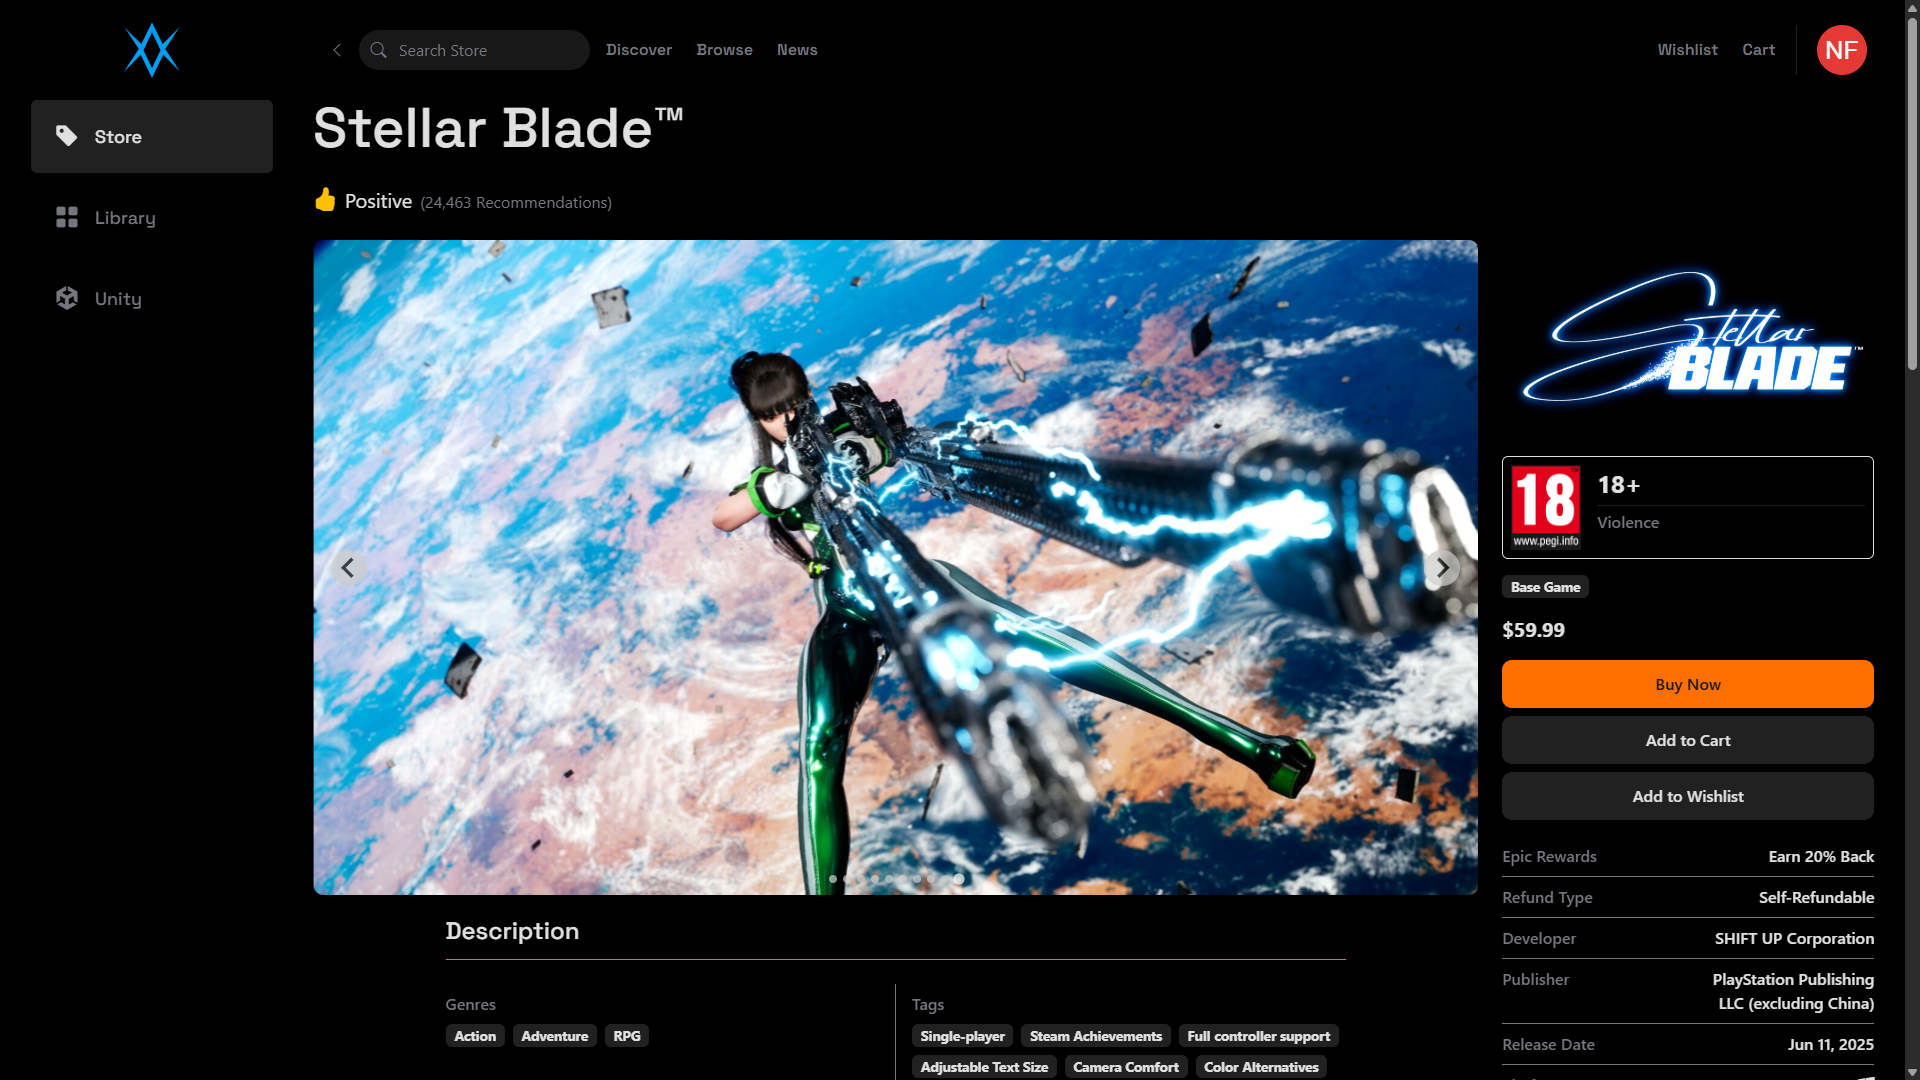 Search Store
Discover
Browse
News
Wishlist
Cart
NF
Store
Library
Unity
Stellar Blade™
Positive (24,463 Recommendations)
Stellar
BLADE™
18
www.pegi.info
18+
Violence
Base Game
$59.99
Buy Now
Add to Cart
Add to Wishlist
Epic Rewards
Earn 20% Back
Refund Type
Self-Refundable
Developer
SHIFT UP Corporation
Publisher
PlayStation Publishing
LLC (excluding China)
Release Date
Jun 11, 2025
Description
Genres
Action
Adventure
RPG
Tags
Single-player
Steam Achievements
Full controller support
Adjustable Text Size
Camera Comfort
Color Alternatives